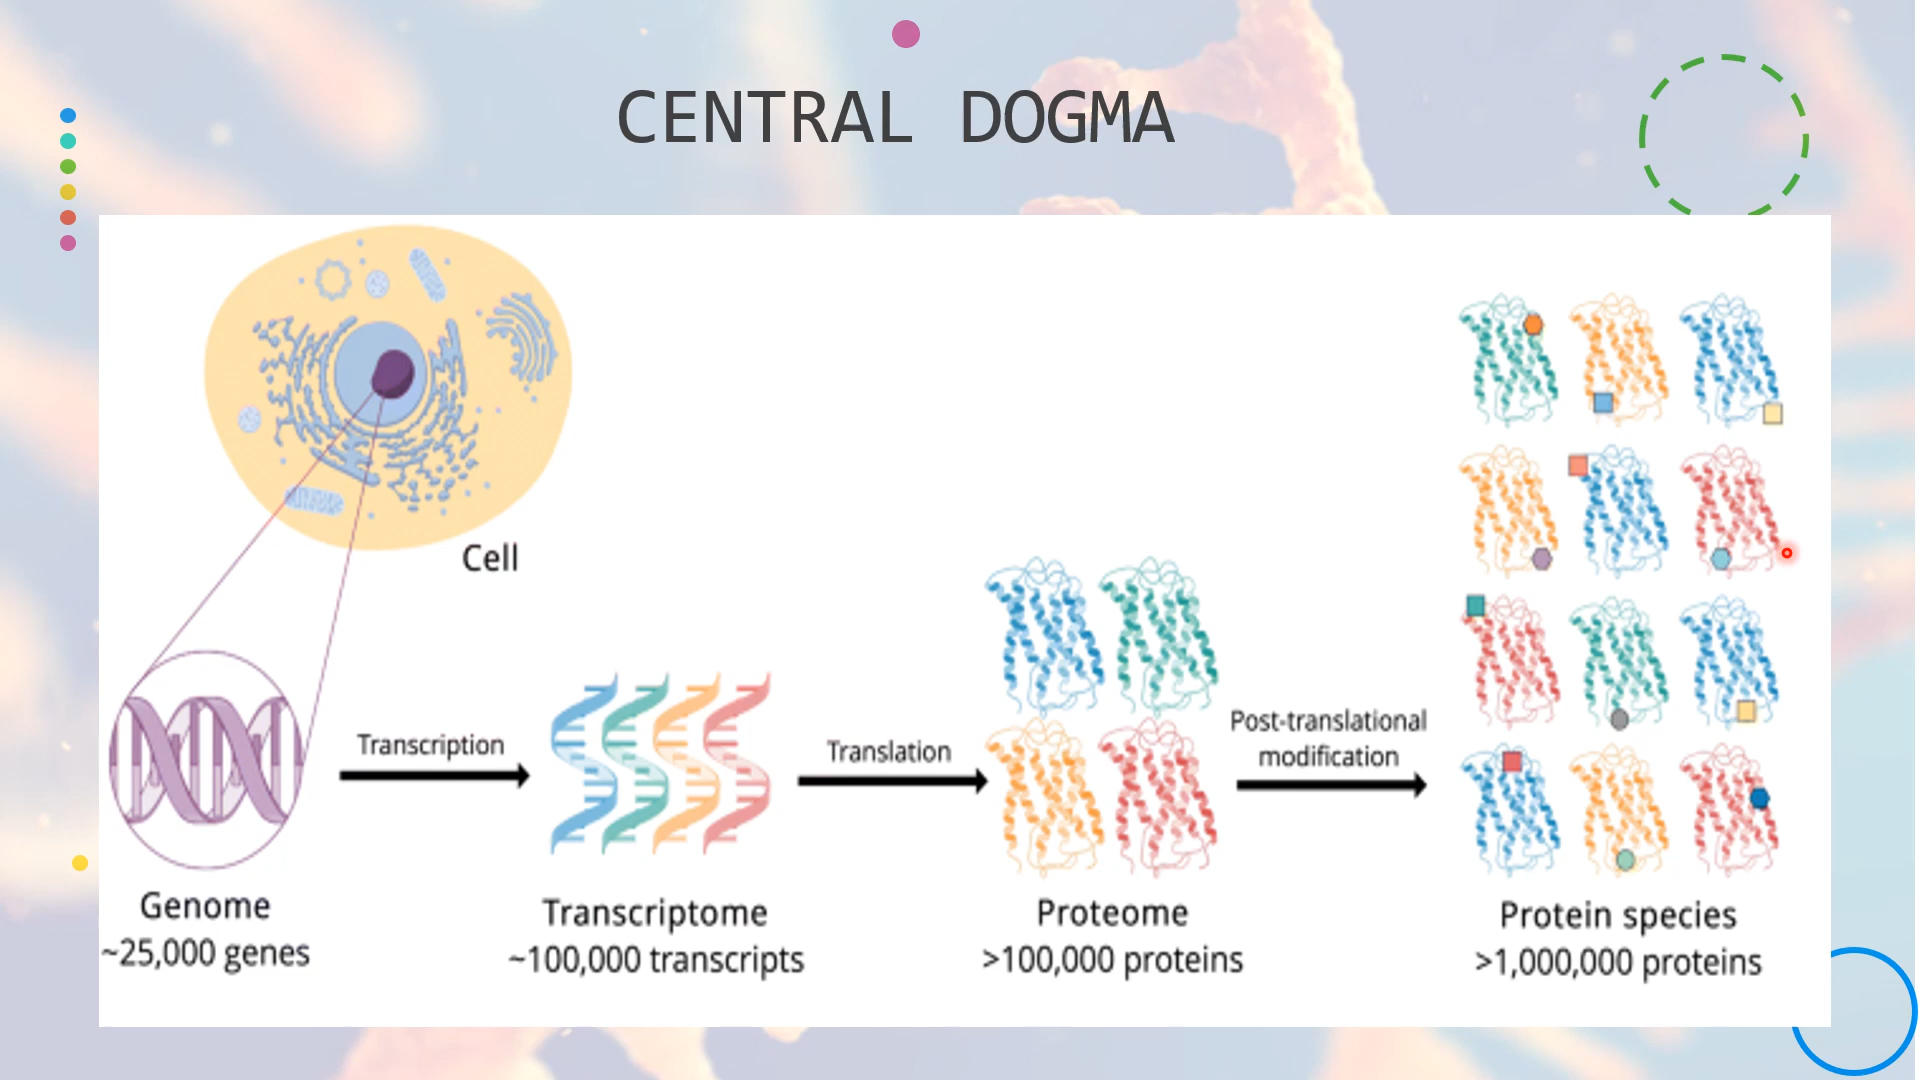 CENTRAL DOGMA
Cell
Transcription
Translation
Post-translational
modification
Genome
~25,000 genes
Transcriptome
~100,000 transcripts
Proteome
>100,000 proteins
Protein species
>1,000,000 proteins